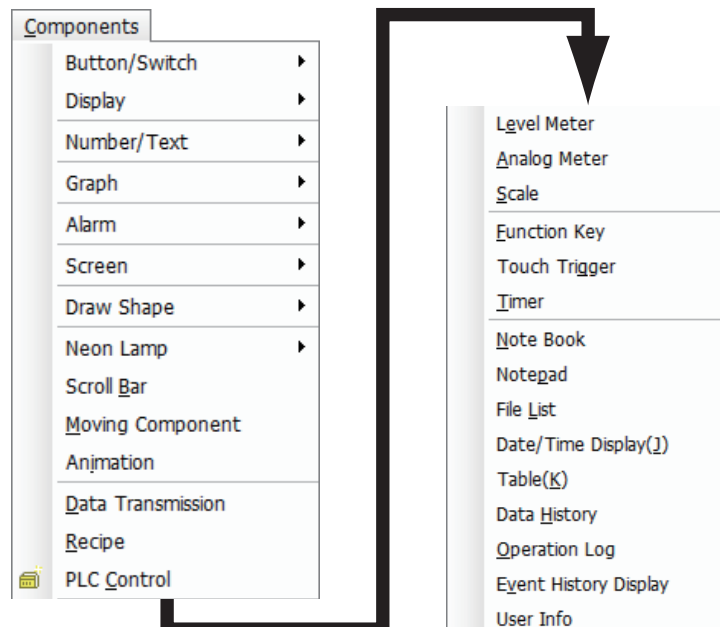 Components
Button/Switch
Display
Number/Text
Graph
Alarm
Screen
Draw Shape
Neon Lamp
Scroll Bar
Moving Component
Animation
Data Transmission
Recipe
PLC Control
Level Meter
Analog Meter
Scale
Function Key
Touch Trigger
Timer
Note Book
Notepad
File List
Date/Time Display(J)
Table(K)
Data History
Operation Log
Event History Display
User Info